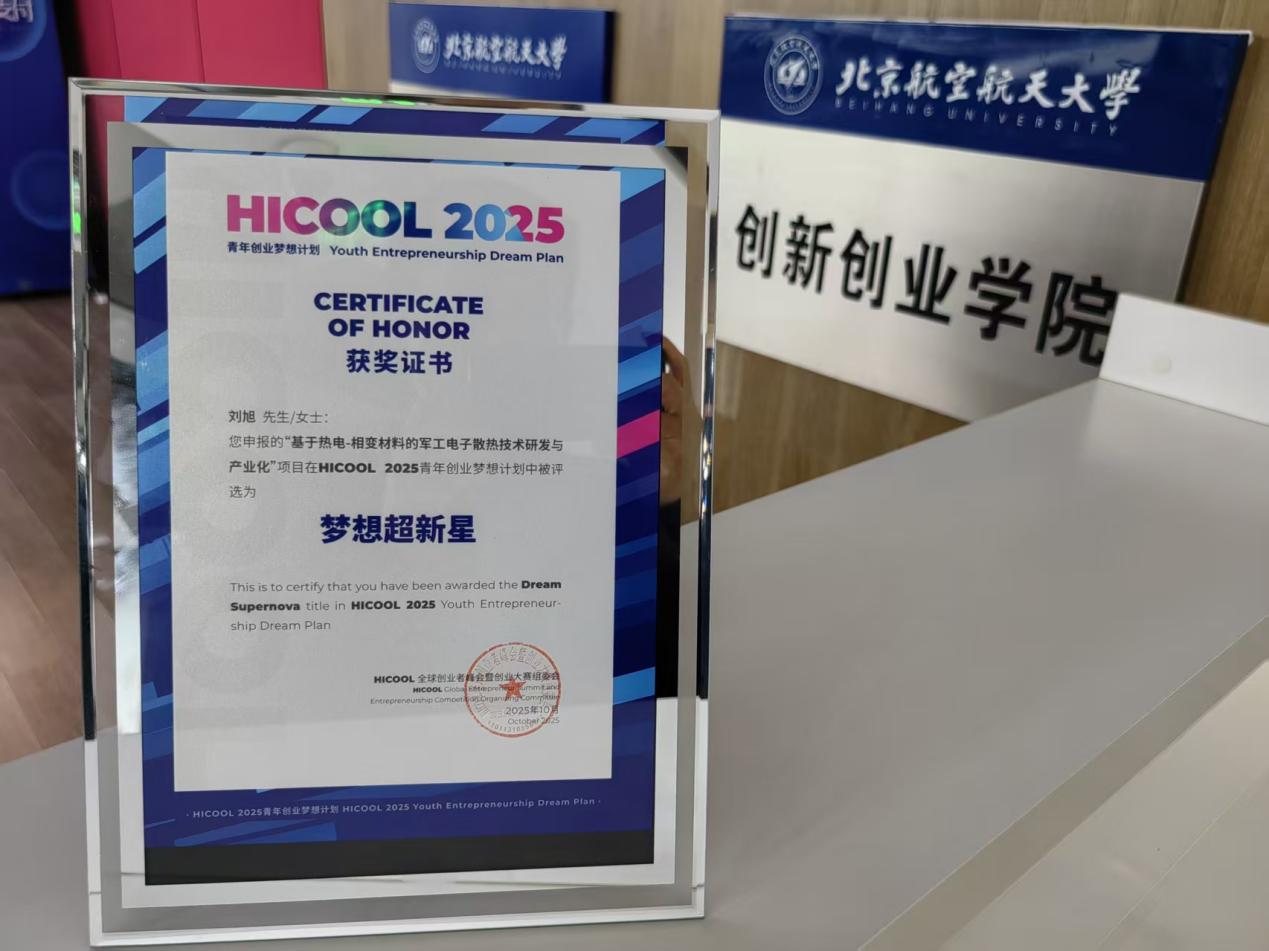 北京航空航天大学
BEIHANG UNIVERSITY
北京航空航天大学
BEIHANG UNIVERSITY
创新创业学院
HICOOL 2025
青年创业梦想计划 Youth Entrepreneurship Dream Plan
CERTIFICATE
OF HONOR
获奖证书
刘旭 先生/女士：
您申报的“基于热电-相变材料的军工电子散热技术研发与
产业化”项目在HICOOL 2025青年创业梦想计划中被评
选为
梦想超新星
This is to certify that you have been awarded the Dream
Supernova title in HICOOL 2025 Youth Entrepreneur-
ship Dream Plan
HICOOL 全球创业者峰会暨创业大赛组委会
HICOOL Global Entrepreneur Summit and
Entrepreneurship Competition Organizing Committee
2025年10月
October 2025
· HICOOL 2025青年创业梦想计划 HICOOL 2025 Youth Entrepreneurship Dream Plan ·